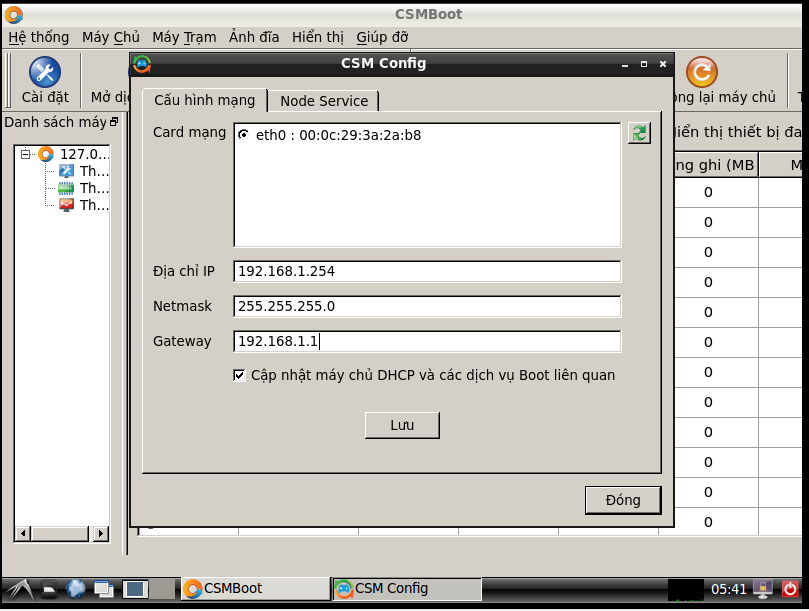 CSMBoot
Hệ thống Máy Chủ Máy Trạm Ảnh đĩa Hiển thị Giúp đỡ
CSM Config
Cài đặt Mở
lại máy chủ
Danh sách máy
Cấu hình mạng Node Service
Hiển thị thiết bị
Card mạng eth0 : 00:0c:29:3a:2a:b8
127.0...
ghi (MB M
Th...
0
Th...
Th...
0
0
0
Địa chỉ IP 192.168.1.254
0
Netmask 255.255.255.0
0
Gateway 192.168.1.1
0
Cập nhật máy chủ DHCP và các dịch vụ Boot liên quan
0
0
Lưu
0
0
Đóng
0
CSMBoot CSM Config 05:41